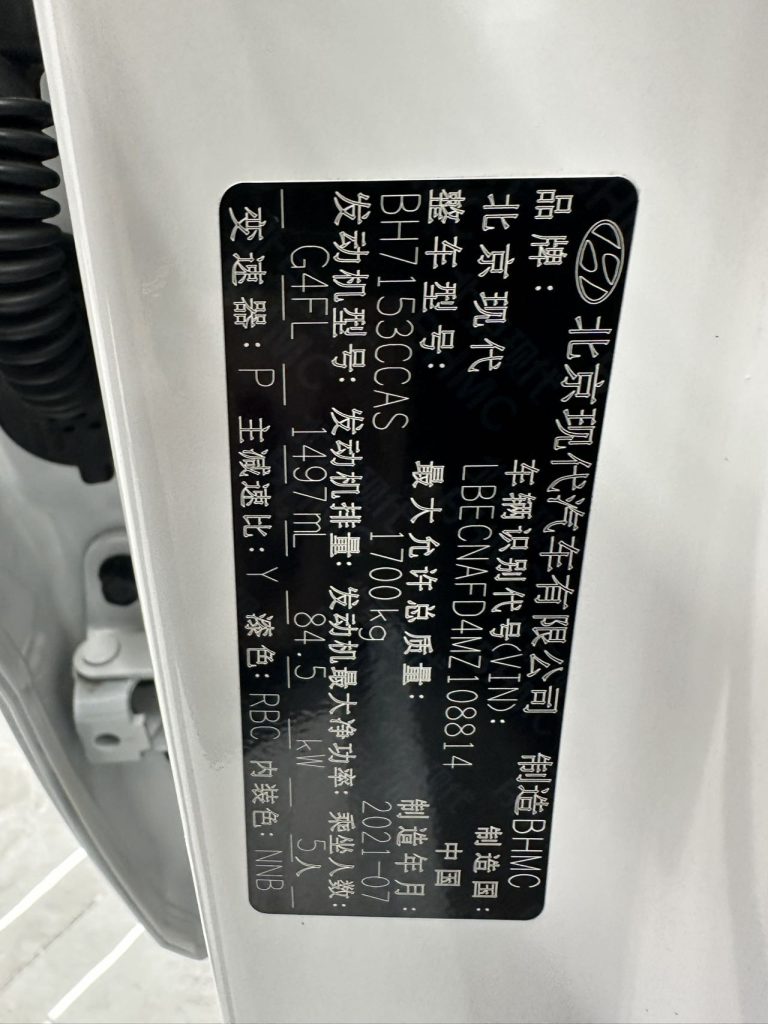 北京现代汽车有限公司 制造BHMC
品牌: 车辆识别代号(VIN): 制造国:
北京现代 LBECNAFD4MZ108814 中国
整车型号: 最大允许总质量: 制造年月:
BH7153CCAS 1700kg 2021-07
发动机型号: 发动机排量: 发动机最大净功率: 乘坐人数:
G4FL 1497mL 84.5 kW 5人
变速器: P 主减速比: Y 漆色: RBC 内装色: NNB